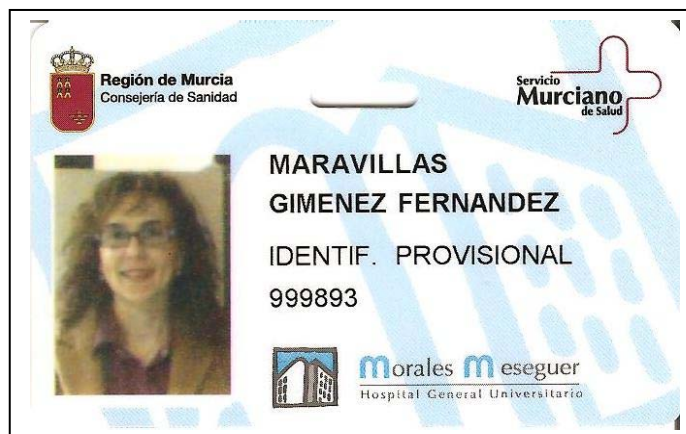 Región de Murcia
Consejería de Sanidad
Servicio
Murciano
de Salud
MARAVILLAS
GIMENEZ FERNANDEZ
IDENTIF. PROVISIONAL
999893
morales meseguer
Hospital General Universitario